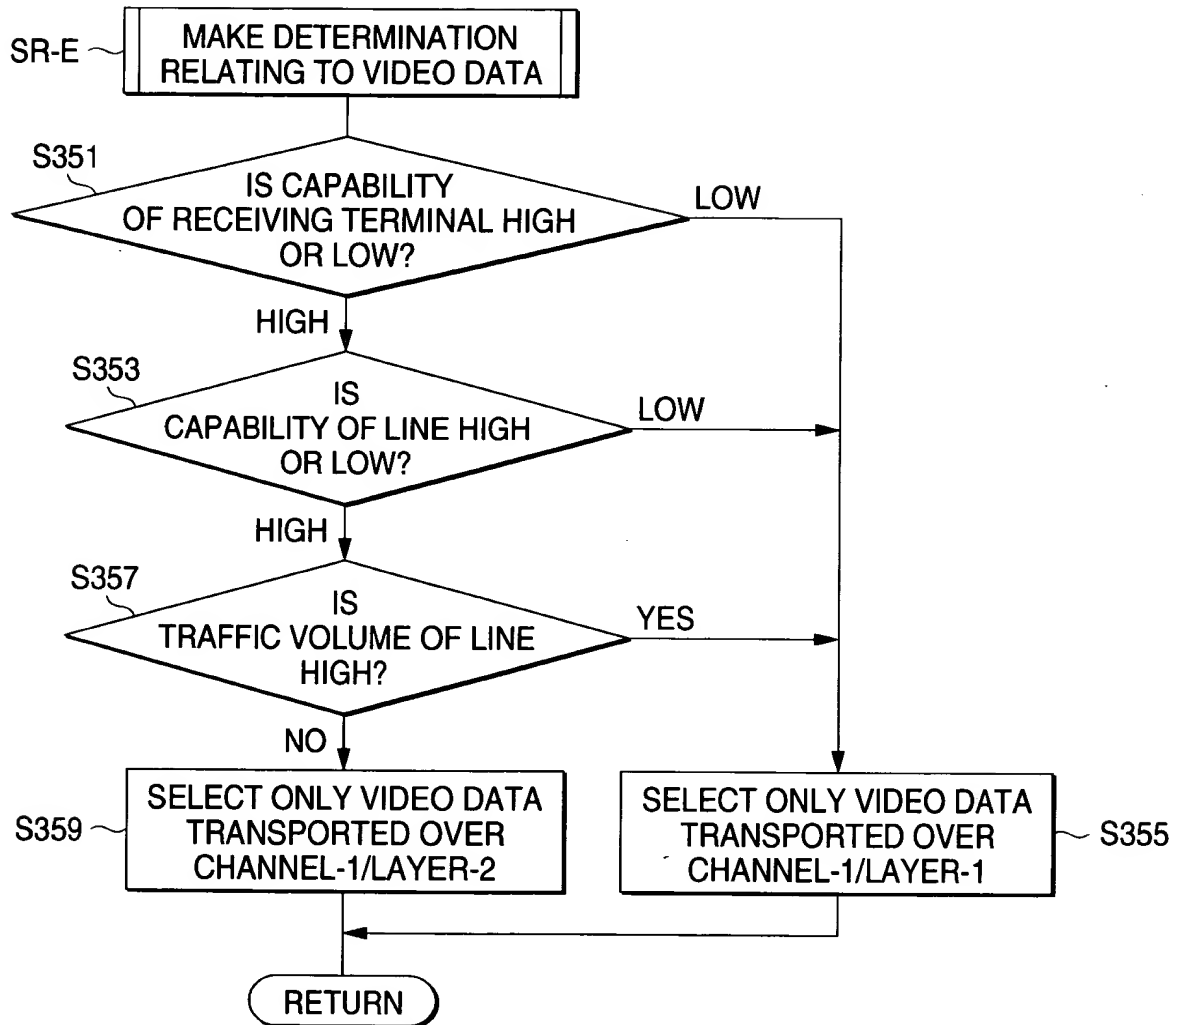 SR-E
MAKE DETERMINATION
RELATING TO VIDEO DATA
S351
IS CAPABILITY
OF RECEIVING TERMINAL HIGH
OR LOW?
LOW
HIGH
S353
IS
CAPABILITY OF LINE HIGH
OR LOW?
LOW
HIGH
S357
IS
TRAFFIC VOLUME OF LINE
HIGH?
YES
NO
S359
SELECT ONLY VIDEO DATA
TRANSPORTED OVER
CHANNEL-1/LAYER-2
SELECT ONLY VIDEO DATA
TRANSPORTED OVER
CHANNEL-1/LAYER-1
S355
RETURN